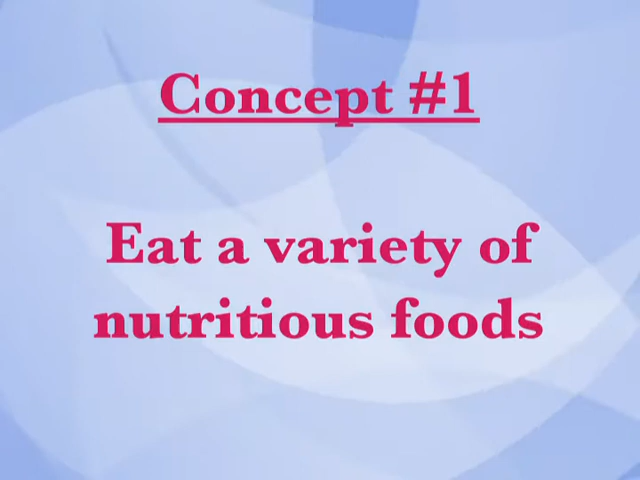 Concept #1
Eat a variety of
nutritious foods